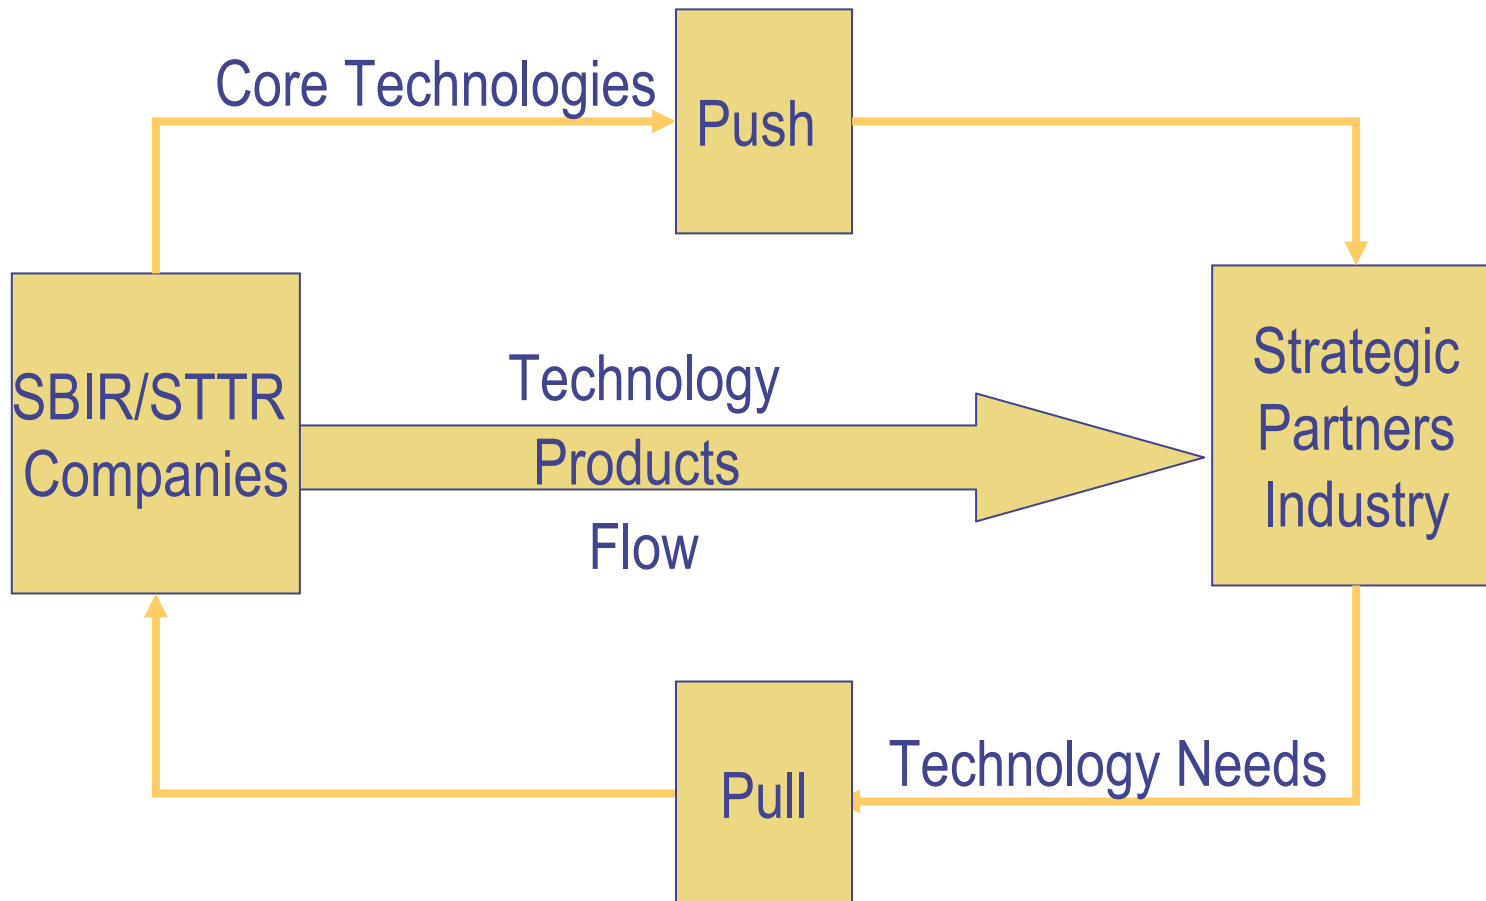 Core Technologies
Push
SBIR/STTR
Companies
Technology
Products
Flow
Strategic
Partners
Industry
Pull
Technology Needs